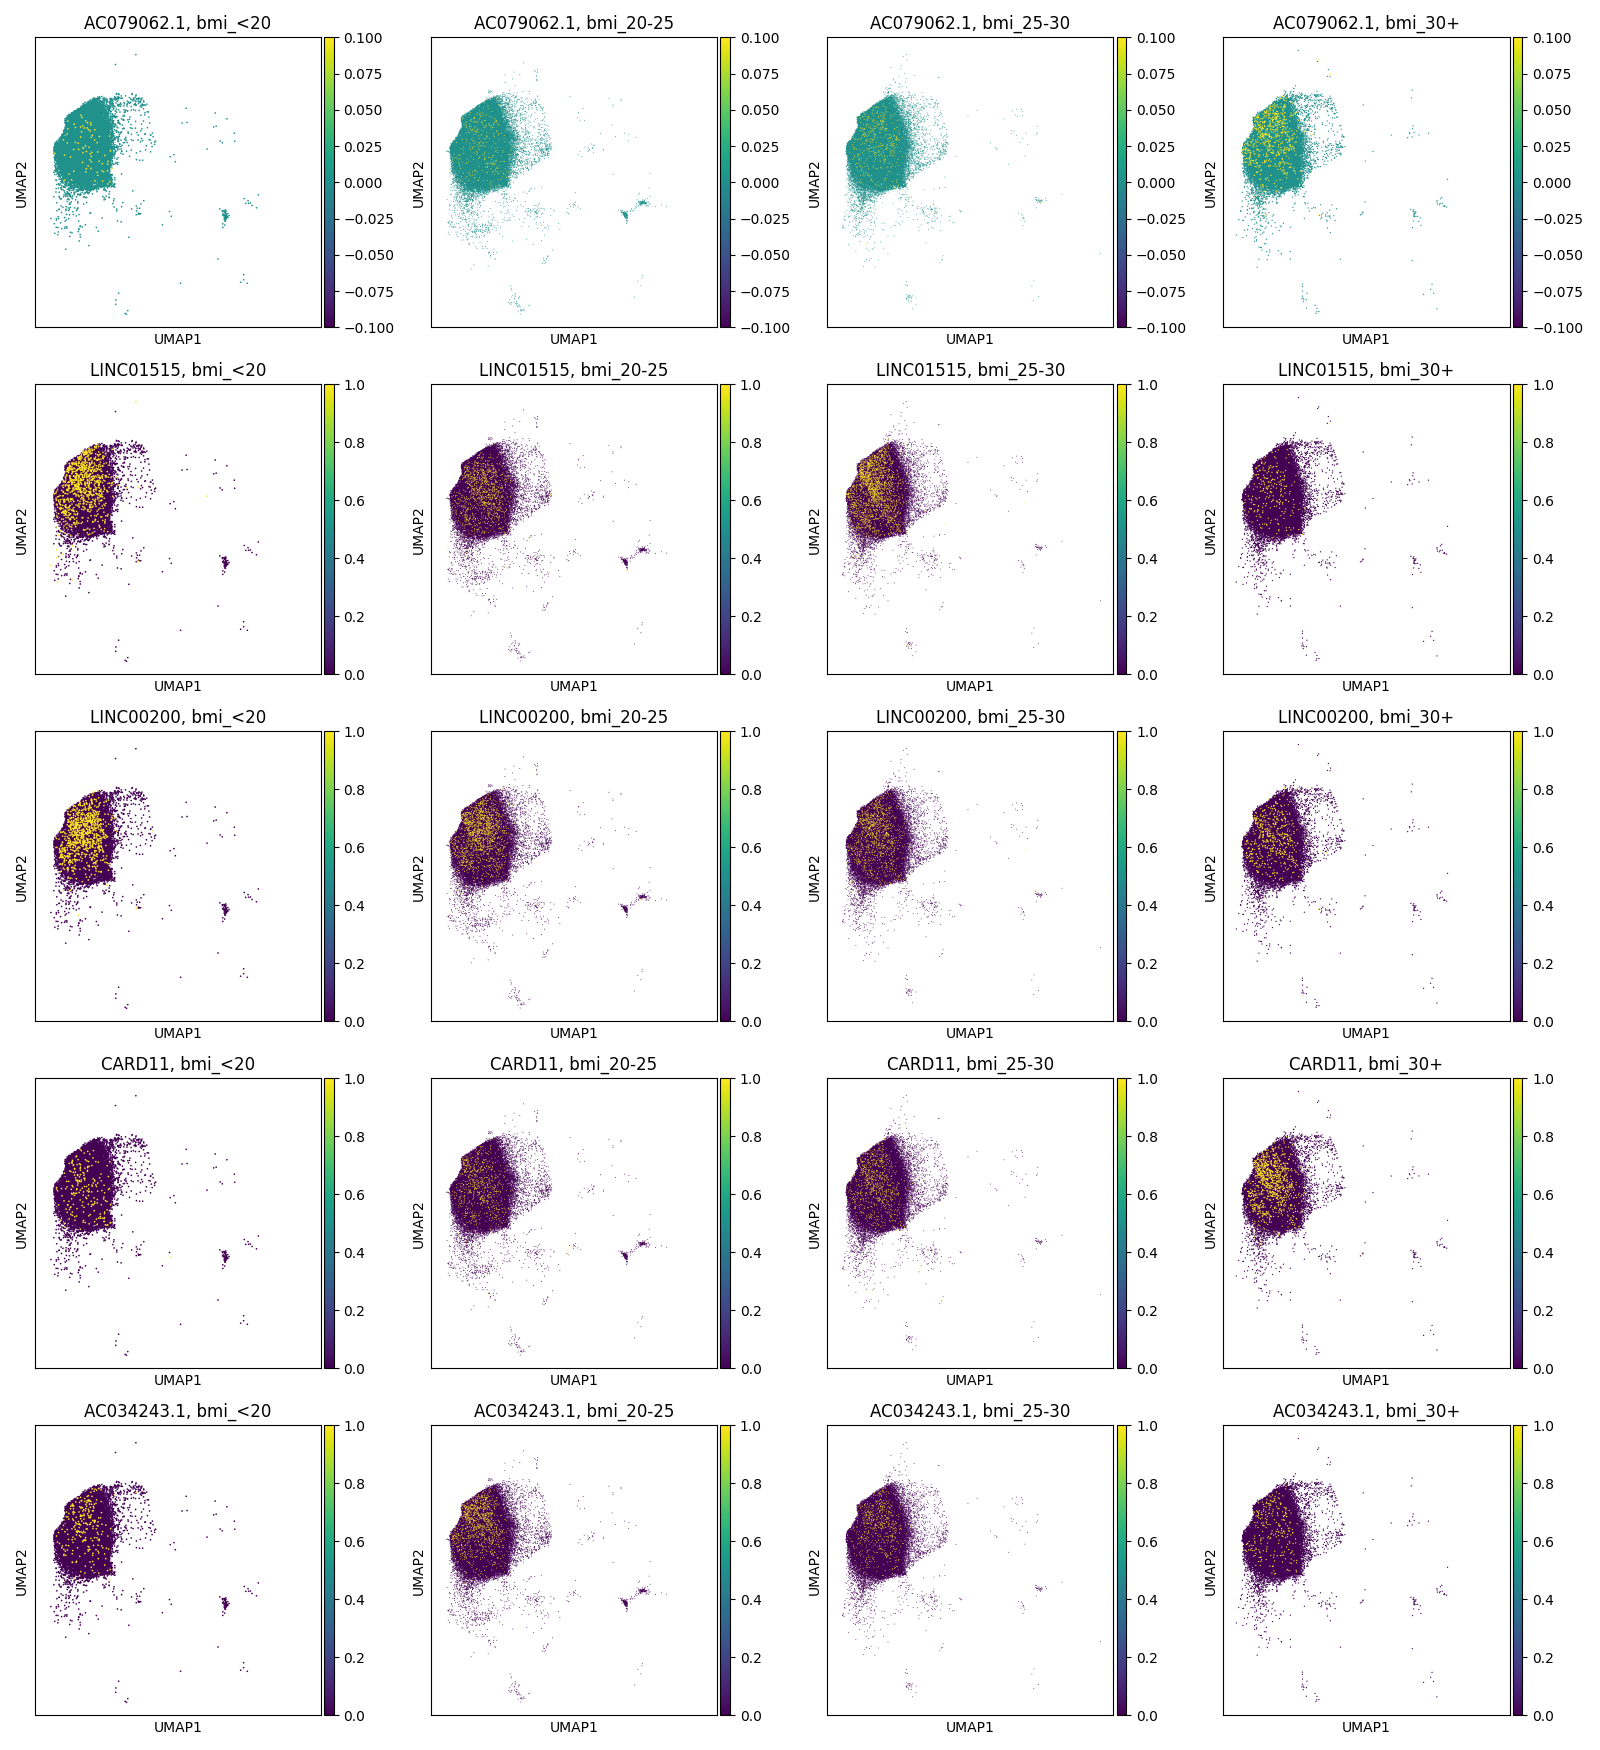 AC079062.1, bmi_<20
AC079062.1, bmi_20-25
AC079062.1, bmi_25-30
AC079062.1, bmi_30+
UMAP2
UMAP1
0.100
0.075
0.050
0.025
0.000
−0.025
−0.050
−0.075
−0.100
UMAP2
UMAP1
0.100
0.075
0.050
0.025
0.000
−0.025
−0.050
−0.075
−0.100
UMAP2
UMAP1
0.100
0.075
0.050
0.025
0.000
−0.025
−0.050
−0.075
−0.100
UMAP2
UMAP1
0.100
0.075
0.050
0.025
0.000
−0.025
−0.050
−0.075
−0.100
LINC01515, bmi_<20
LINC01515, bmi_20-25
LINC01515, bmi_25-30
LINC01515, bmi_30+
UMAP2
UMAP1
1.0
0.8
0.6
0.4
0.2
0.0
UMAP2
UMAP1
1.0
0.8
0.6
0.4
0.2
0.0
UMAP2
UMAP1
1.0
0.8
0.6
0.4
0.2
0.0
UMAP2
UMAP1
1.0
0.8
0.6
0.4
0.2
0.0
LINC00200, bmi_<20
LINC00200, bmi_20-25
LINC00200, bmi_25-30
LINC00200, bmi_30+
UMAP2
UMAP1
1.0
0.8
0.6
0.4
0.2
0.0
UMAP2
UMAP1
1.0
0.8
0.6
0.4
0.2
0.0
UMAP2
UMAP1
1.0
0.8
0.6
0.4
0.2
0.0
UMAP2
UMAP1
1.0
0.8
0.6
0.4
0.2
0.0
CARD11, bmi_<20
CARD11, bmi_20-25
CARD11, bmi_25-30
CARD11, bmi_30+
UMAP2
UMAP1
1.0
0.8
0.6
0.4
0.2
0.0
UMAP2
UMAP1
1.0
0.8
0.6
0.4
0.2
0.0
UMAP2
UMAP1
1.0
0.8
0.6
0.4
0.2
0.0
UMAP2
UMAP1
1.0
0.8
0.6
0.4
0.2
0.0
AC034243.1, bmi_<20
AC034243.1, bmi_20-25
AC034243.1, bmi_25-30
AC034243.1, bmi_30+
UMAP2
UMAP1
1.0
0.8
0.6
0.4
0.2
0.0
UMAP2
UMAP1
1.0
0.8
0.6
0.4
0.2
0.0
UMAP2
UMAP1
1.0
0.8
0.6
0.4
0.2
0.0
UMAP2
UMAP1
1.0
0.8
0.6
0.4
0.2
0.0